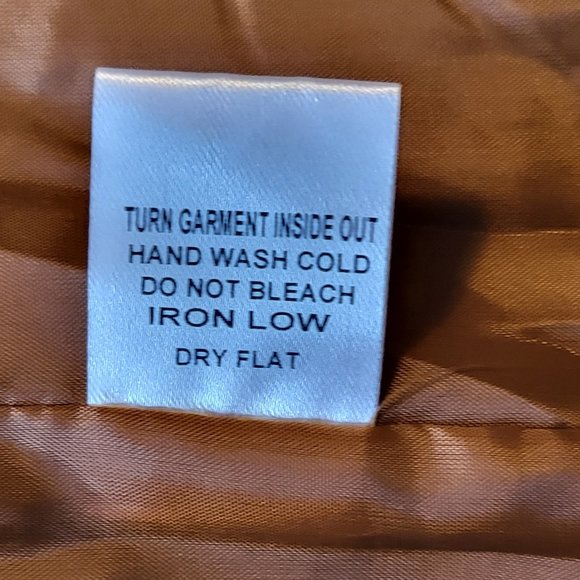 TURN GARMENT INSIDE OUT
HAND WASH COLD
DO NOT BLEACH
IRON LOW
DRY FLAT